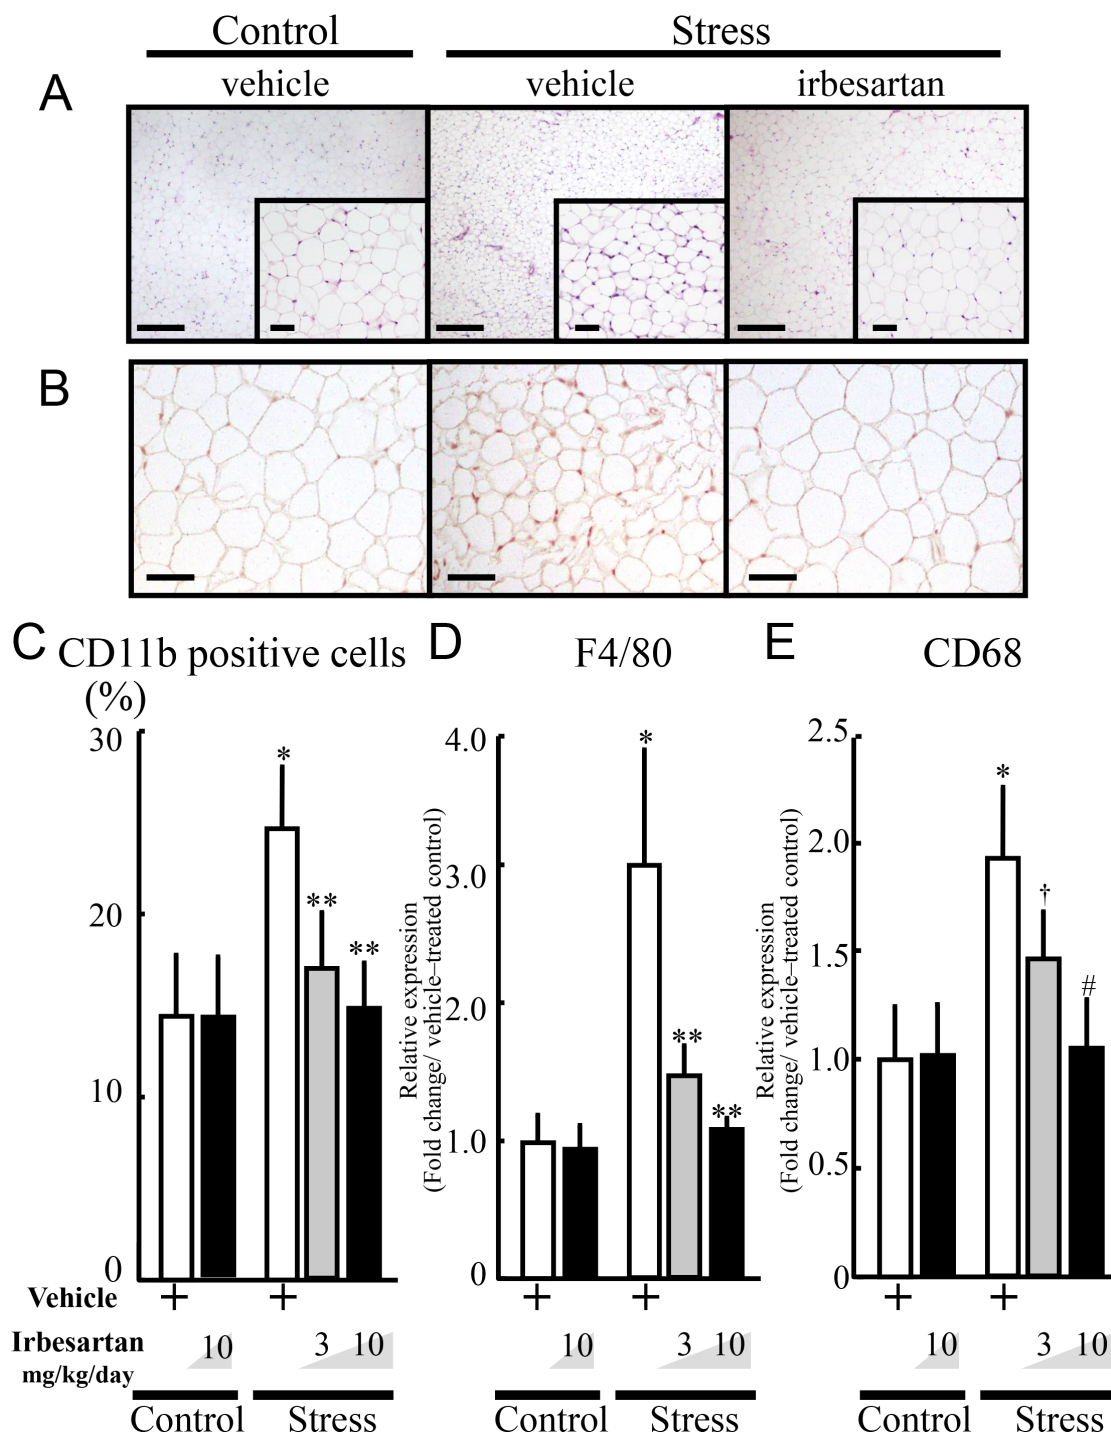 Control Stress
A vehicle vehicle irbesartan
B
C CD11b positive cells D F4/80 E CD68
(%)
30
20
10
0
*
**
**
4.0
3.0
2.0
1.0
0
Relative expression
(Fold change/ vehicle–treated control)
*
**
**
2.5
2.0
1.5
1.0
0.5
0
Relative expression
(Fold change/ vehicle–treated control)
*
†
#
Vehicle + + + + + +
Irbesartan 10 3 10 10 3 10 10 3 10
mg/kg/day
Control Stress Control Stress Control Stress